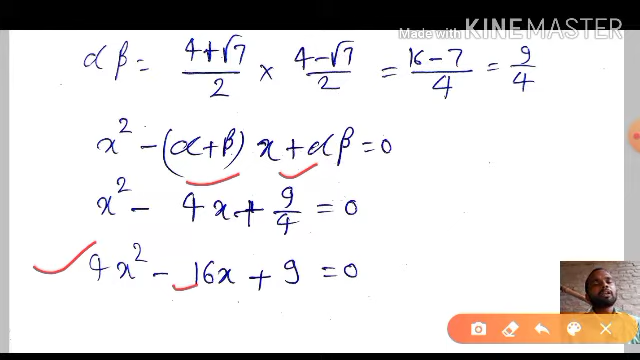 Made with KINEMASTER
αβ = (4+√7)/2 × (4−√7)/2 = (16−7)/4 = 9/4
x² − (α+β) x + αβ = 0
x² − 4x + 9/4 = 0
4x² − 16x + 9 = 0